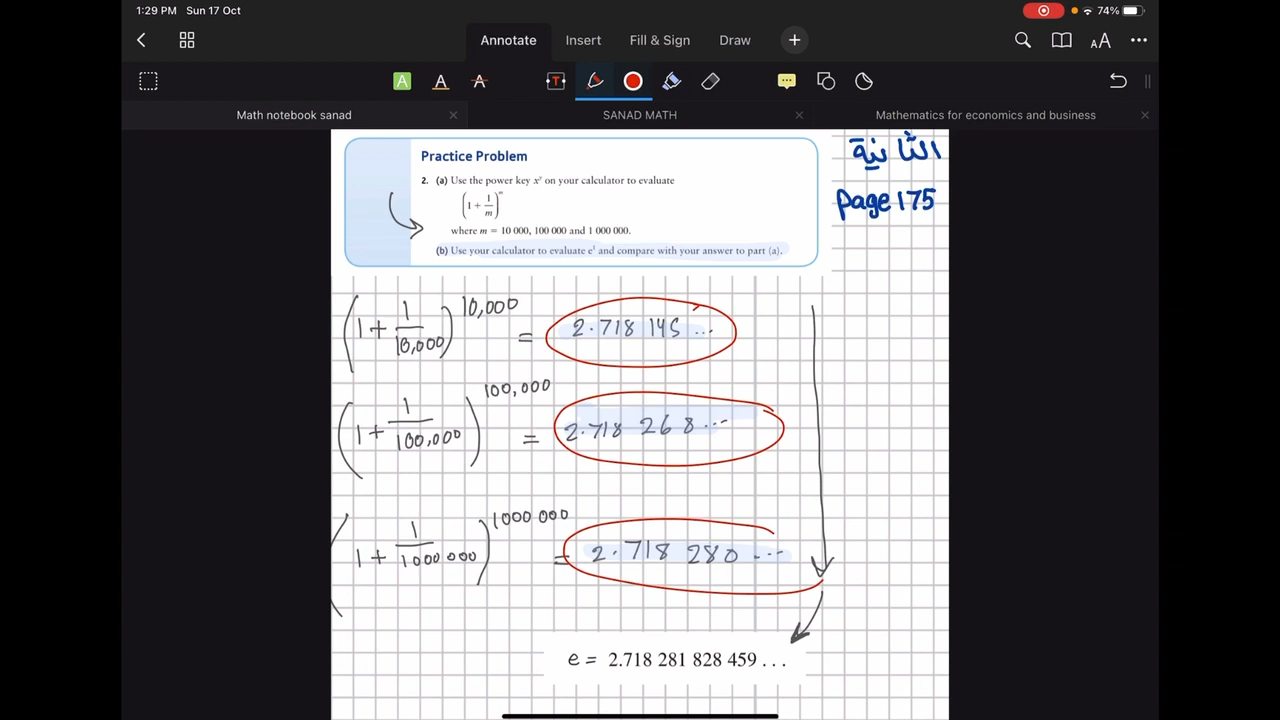 1:29 PM Sun 17 Oct
74%
Annotate Insert Fill & Sign Draw
AA
A A A T
Math notebook sanad
SANAD MATH
Mathematics for economics and business
Practice Problem
2. (a) Use the power key xʸ on your calculator to evaluate
(1 + 1/m)ᵐ
where m = 10 000, 100 000 and 1 000 000.
(b) Use your calculator to evaluate e¹ and compare with your answer to part (a).
الثانية
page 175
(1 + 1/10,000)^10,000 = 2.718 145 ...
(1 + 1/100,000)^100,000 = 2.718 268 ...
(1 + 1/1000 000)^1000 000 = 2.718 280 ...
e = 2.718 281 828 459 . . .